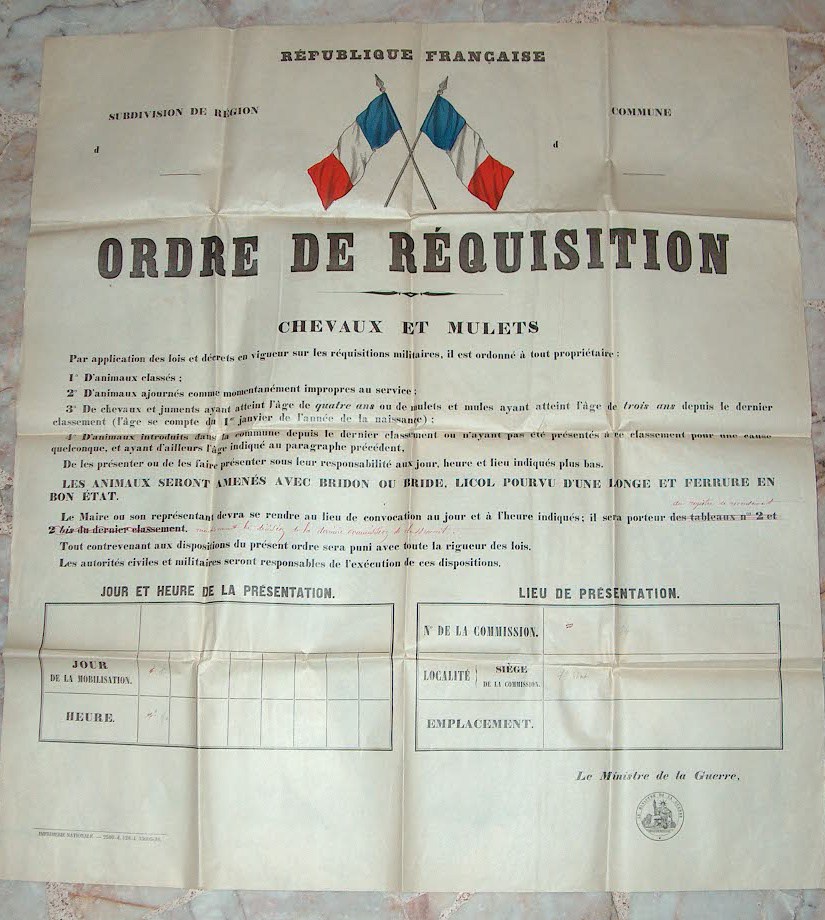 RÉPUBLIQUE FRANÇAISE
SUBDIVISION DE RÉGION
COMMUNE
d
d
ORDRE DE RÉQUISITION
CHEVAUX ET MULETS
Par application des lois et décrets en vigueur sur les réquisitions militaires, il est ordonné à tout propriétaire :
1° D'animaux classés ;
2° D'animaux ajournés comme momentanément impropres au service ;
3° De chevaux et juments ayant atteint l'âge de quatre ans ou de mulets et mules ayant atteint l'âge de trois ans depuis le dernier
classement (l'âge se compte du 1er janvier de l'année de la naissance) ;
4° D'animaux introduits dans la commune depuis le dernier classement ou n'ayant pas été présentés à ce classement pour une cause
quelconque, et ayant d'ailleurs l'âge indiqué au paragraphe précédent,
De les présenter ou de les faire présenter sous leur responsabilité aux jour, heure et lieu indiqués plus bas.
LES ANIMAUX SERONT AMENÉS AVEC BRIDON OU BRIDE, LICOL POURVU D'UNE LONGE ET FERRURE EN
BON ÉTAT.
Le Maire ou son représentant devra se rendre au lieu de convocation au jour et à l'heure indiqués ; il sera porteur des tableaux nos 2 et
2 bis du dernier classement.
Tout contrevenant aux dispositions du présent ordre sera puni avec toute la rigueur des lois.
Les autorités civiles et militaires seront responsables de l'exécution de ces dispositions.
JOUR ET HEURE DE LA PRÉSENTATION.
JOUR
DE LA MOBILISATION.
HEURE.
LIEU DE PRÉSENTATION.
N° DE LA COMMISSION.
LOCALITÉ
SIÈGE
DE LA COMMISSION.
EMPLACEMENT.
Le Ministre de la Guerre,
IMPRIMERIE NATIONALE